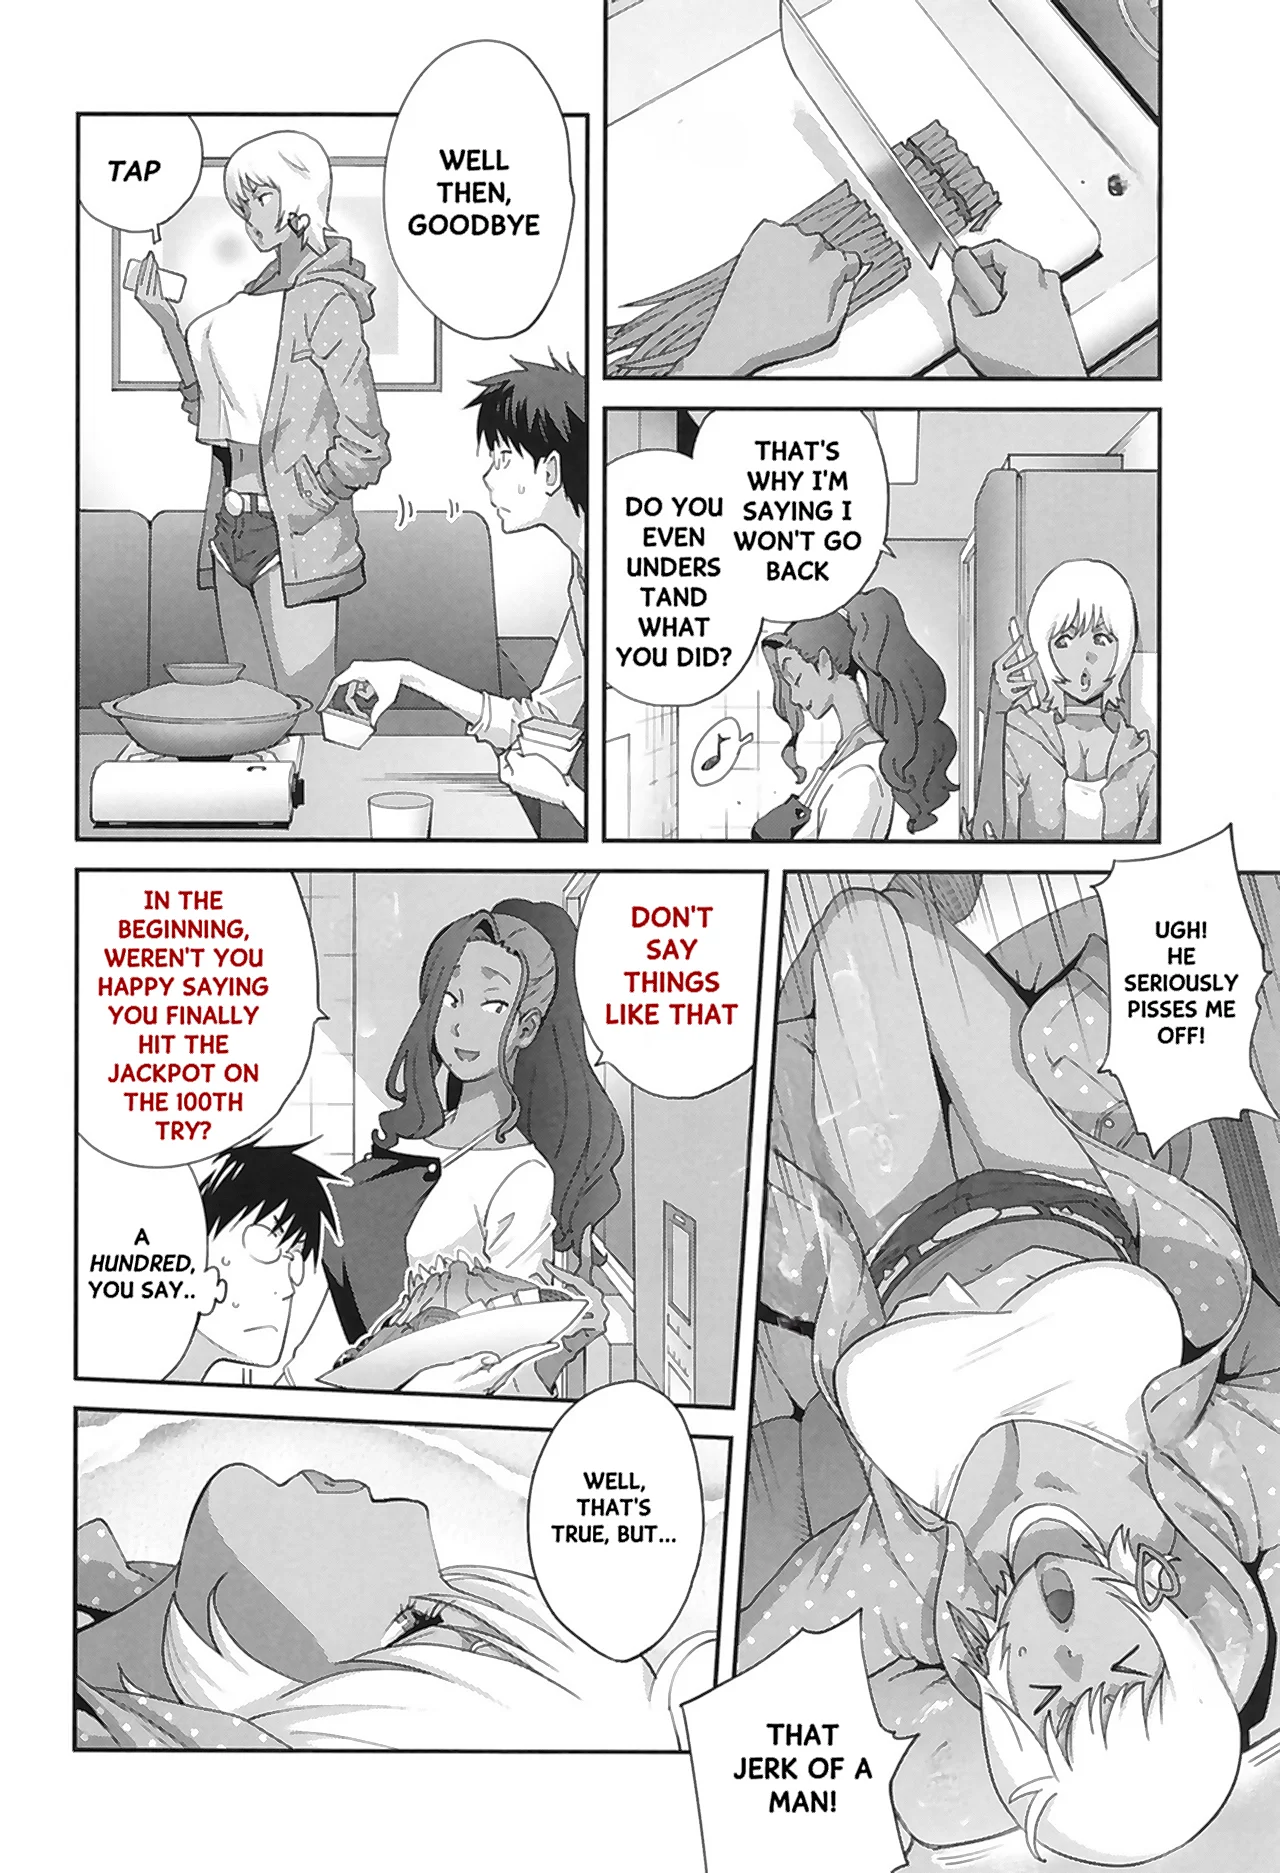 THAT'S
WHY I'M
SAYING I
WON'T GO
BACK
DO YOU
EVEN
UNDERS
TAND
WHAT
YOU DID?
WELL
THEN,
GOODBYE
TAP
UGH!
HE
SERIOUSLY
PISSES ME
OFF!
THAT
JERK OF A
MAN!
DON'T
SAY
THINGS
LIKE THAT
IN THE
BEGINNING,
WEREN'T YOU
HAPPY SAYING
YOU FINALLY
HIT THE
JACKPOT ON
THE 100TH
TRY?
A
HUNDRED,
YOU SAY..
WELL,
THAT'S
TRUE, BUT...